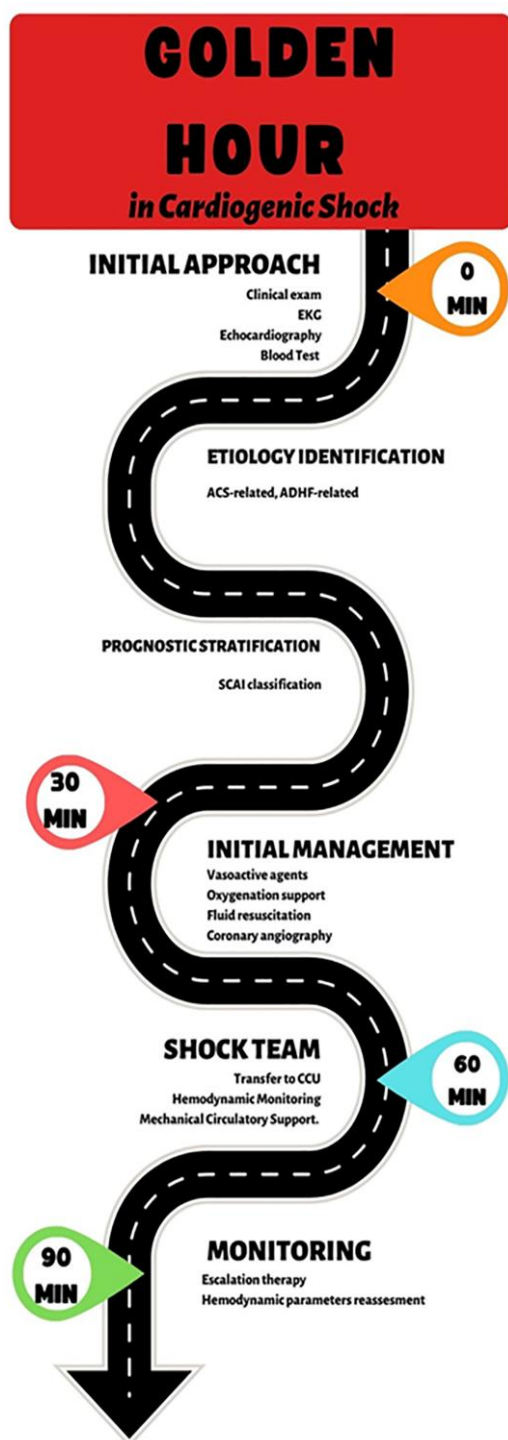 GOLDEN
HOUR
in Cardiogenic Shock
INITIAL APPROACH
0
MIN
Clinical exam
EKG
Echocardiography
Blood Test
ETIOLOGY IDENTIFICATION
ACS-related, ADHF-related
PROGNOSTIC STRATIFICATION
SCAI classification
30
MIN
INITIAL MANAGEMENT
Vasoactive agents
Oxygenation support
Fluid resuscitation
Coronary angiography
SHOCK TEAM
60
MIN
Transfer to CCU
Hemodynamic Monitoring
Mechanical Circulatory Support.
90
MIN
MONITORING
Escalation therapy
Hemodynamic parameters reassesment